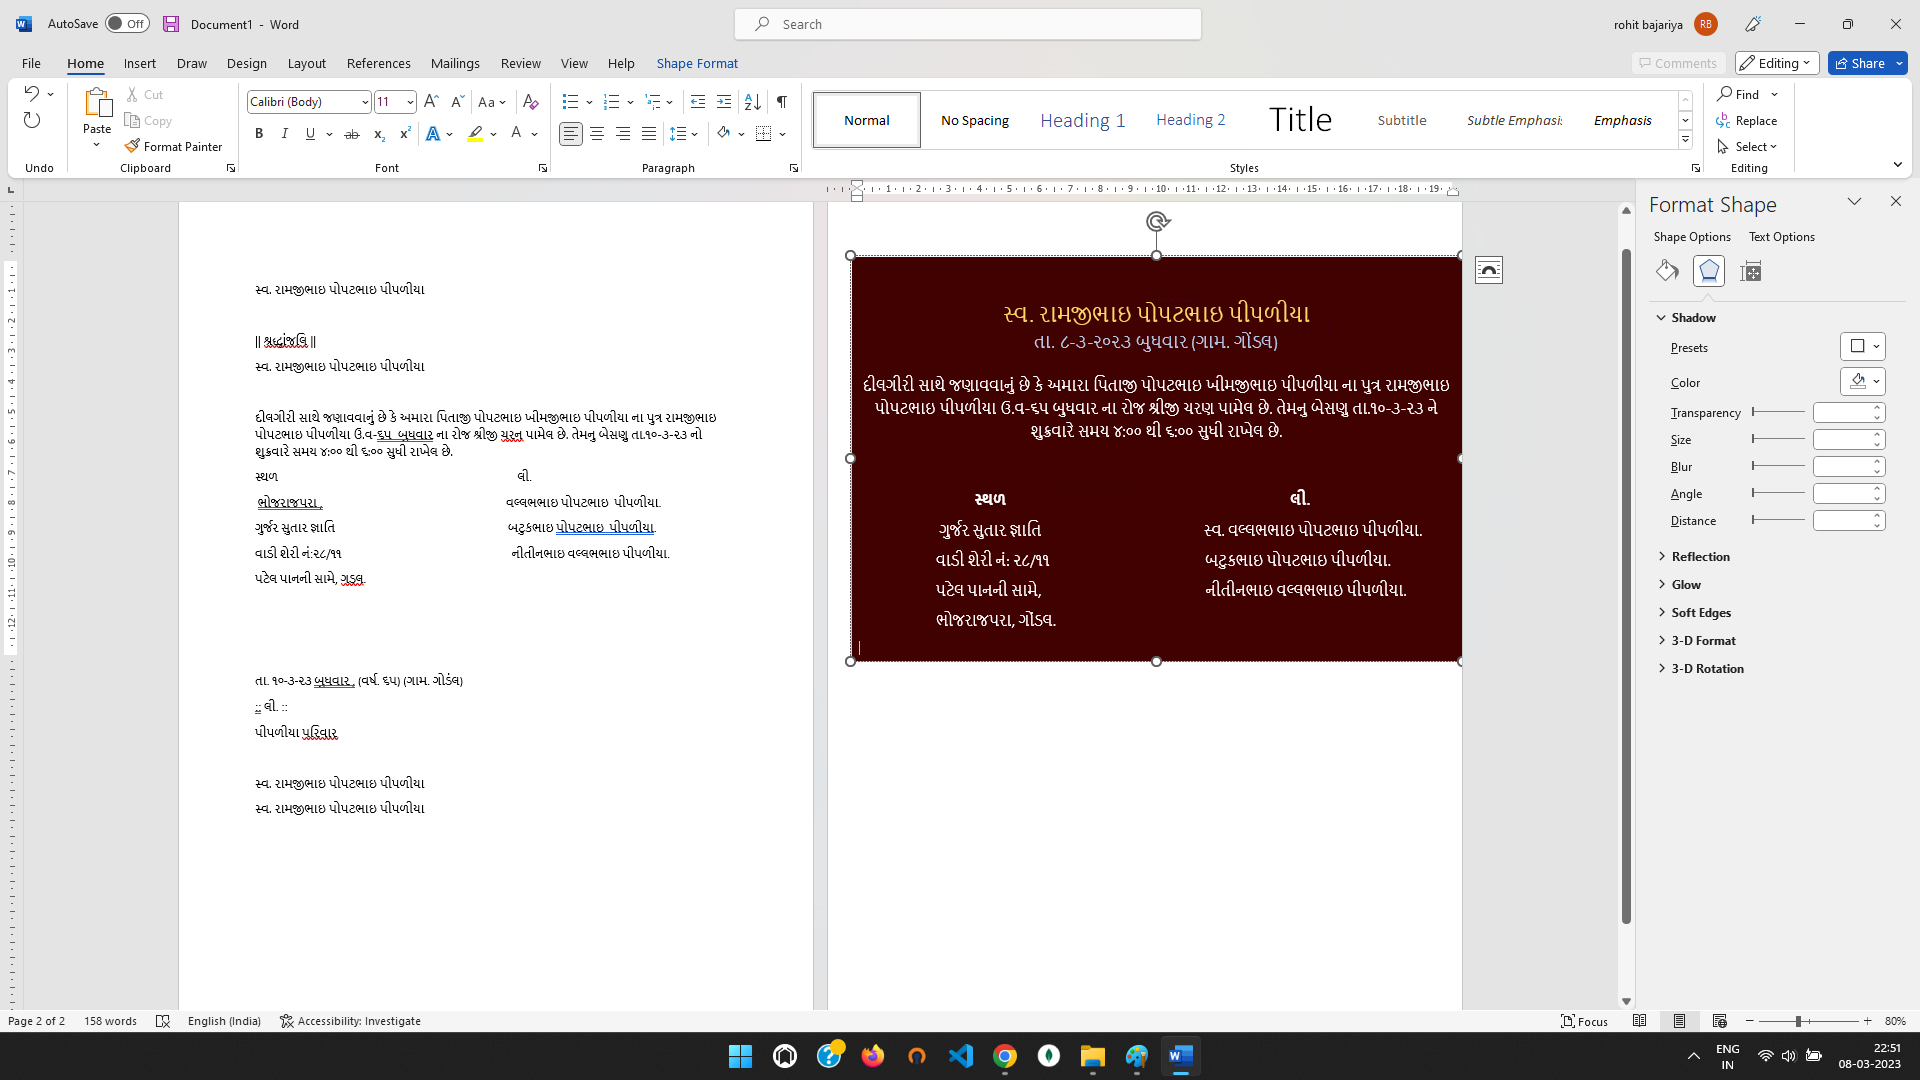 AutoSave Off Document1 - Word Search rohit bajariya RB
File Home Insert Draw Design Layout References Mailings Review View Help Shape Format Comments Editing Share
Paste Cut Copy Format Painter Calibri (Body) 11 Normal No Spacing Heading 1 Heading 2 Title Subtitle Subtle Emphasis Emphasis Find Replace Select
Undo Clipboard Font Paragraph Styles Editing
સ્વ. રામજીભાઇ પોપટભાઇ પીપળીયા
|| શ્રદ્ધાંજલિ ||
સ્વ. રામજીભાઇ પોપટભાઇ પીપળીયા
દીલગીરી સાથે જણાવવાનું છે કે અમારા પિતાજી પોપટભાઇ ખીમજીભાઇ પીપળીયા ના પુત્ર રામજીભાઇ
પોપટભાઇ પીપળીયા ઉ.વ-૬૫ બુધવાર ના રોજ શ્રીજી ચરન પામેલ છે. તેમનુ બેસણુ તા.૧૦-૩-૨૩ નો
શુક્રવારે સમય ૪:૦૦ થી ૬:૦૦ સુધી રાખેલ છે.
સ્થળ લી.
ભોજરાજપરા , વલ્લભભાઇ પોપટભાઇ પીપળીયા.
ગુર્જર સુતાર જ્ઞાતિ બટુકભાઇ પોપટભાઇ પીપળીયા.
વાડી શેરી નં:૨૮/૧૧ નીતીનભાઇ વલ્લભભાઇ પીપળીયા.
પટેલ પાનની સામે, ગડલ.
તા. ૧૦-૩-૨૩ બુધવાર , (વર્ષ. ૬૫) (ગામ. ગોડંલ)
:: લી. ::
પીપળીયા પરિવાર
સ્વ. રામજીભાઇ પોપટભાઇ પીપળીયા
સ્વ. રામજીભાઇ પોપટભાઇ પીપળીયા
સ્વ. રામજીભાઇ પોપટભાઇ પીપળીયા
તા. ૮-૩-૨૦૨૩ બુધવાર (ગામ. ગોંડલ)
દીલગીરી સાથે જણાવવાનું છે કે અમારા પિતાજી પોપટભાઇ ખીમજીભાઇ પીપળીયા ના પુત્ર રામજીભાઇ
પોપટભાઇ પીપળીયા ઉ.વ-૬૫ બુધવાર ના રોજ શ્રીજી ચરણ પામેલ છે. તેમનુ બેસણુ તા.૧૦-૩-૨૩ ને
શુક્રવારે સમય ૪:૦૦ થી ૬:૦૦ સુધી રાખેલ છે.
સ્થળ લી.
ગુર્જર સુતાર જ્ઞાતિ સ્વ. વલ્લભભાઇ પોપટભાઇ પીપળીયા.
વાડી શેરી નં: ૨૮/૧૧ બટુકભાઇ પોપટભાઇ પીપળીયા.
પટેલ પાનની સામે, નીતીનભાઇ વલ્લભભાઇ પીપળીયા.
ભોજરાજપરા, ગોંડલ.
Format Shape
Shape Options Text Options
Shadow
Presets
Color
Transparency
Size
Blur
Angle
Distance
Reflection
Glow
Soft Edges
3-D Format
3-D Rotation
Page 2 of 2 158 words English (India) Accessibility: Investigate Focus 80%
ENG IN 22:51
08-03-2023